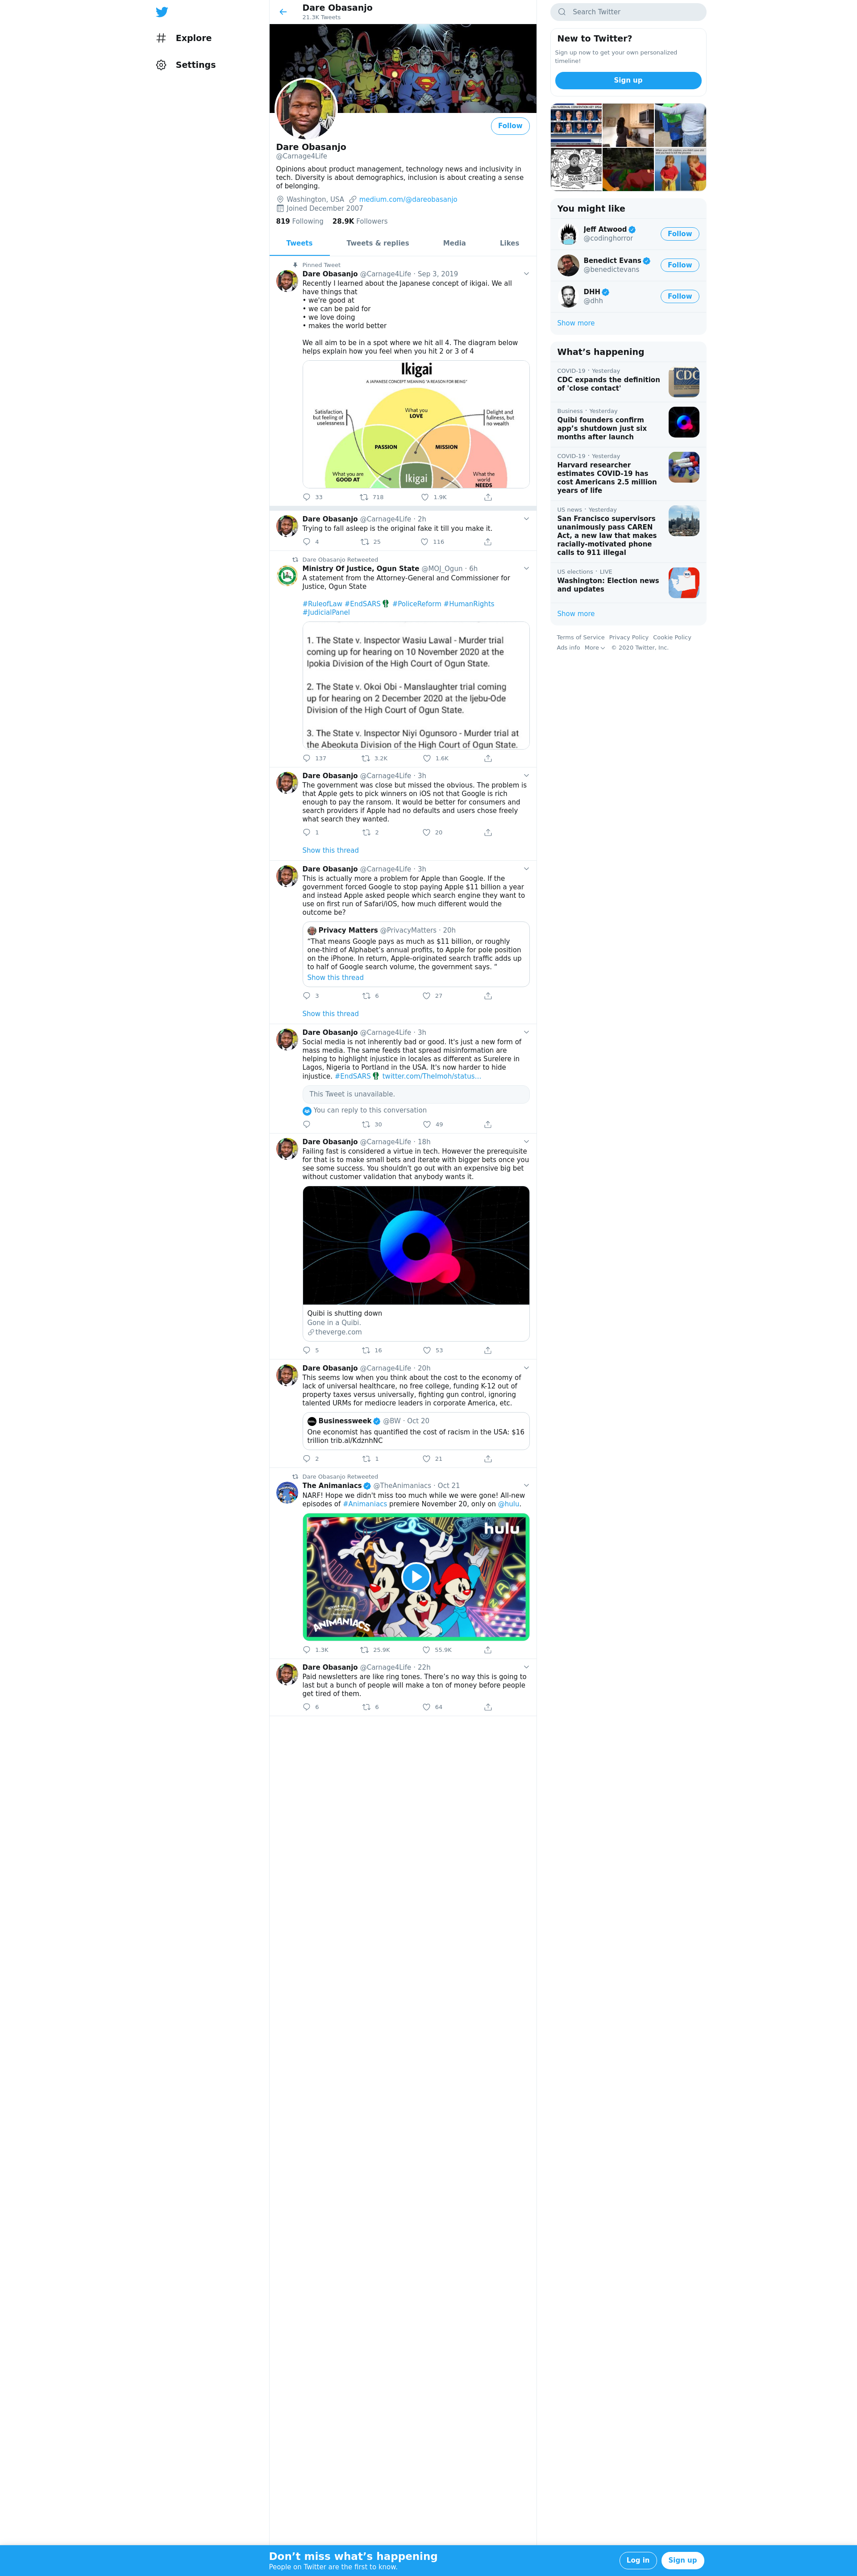 Explore
Settings
Dare Obasanjo
21.3K Tweets
Follow
Dare Obasanjo
@Carnage4Life
Opinions about product management, technology news and inclusivity in
tech. Diversity is about demographics, inclusion is about creating a sense
of belonging.
Washington, USA medium.com/@dareobasanjo
Joined December 2007
819 Following 28.9K Followers
Tweets Tweets & replies Media Likes
Pinned Tweet
Dare Obasanjo @Carnage4Life · Sep 3, 2019
Recently I learned about the Japanese concept of ikigai. We all
have things that
• we're good at
• we can be paid for
• we love doing
• makes the world better
We all aim to be in a spot where we hit all 4. The diagram below
helps explain how you feel when you hit 2 or 3 of 4
Ikigai
A JAPANESE CONCEPT MEANING "A REASON FOR BEING"
Satisfaction,
but feeling of
uselessness
What you
LOVE
Delight and
fullness, but
no wealth
PASSION
MISSION
What you are
GOOD AT
Ikigai
What the
world
NEEDS
33 718 1.9K
Dare Obasanjo @Carnage4Life · 2h
Trying to fall asleep is the original fake it till you make it.
4 25 116
Dare Obasanjo Retweeted
Ministry Of Justice, Ogun State @MOJ_Ogun · 6h
A statement from the Attorney-General and Commissioner for
Justice, Ogun State
#RuleofLaw #EndSARS #PoliceReform #HumanRights
#JudicialPanel
1. The State v. Inspector Wasiu Lawal - Murder trial
coming up for hearing on 10 November 2020 at the
Ipokia Division of the High Court of Ogun State.
2. The State v. Okoi Obi - Manslaughter trial coming
up for hearing on 2 December 2020 at the Ijebu-Ode
Division of the High Court of Ogun State.
3. The State v. Inspector Niyi Ogunsoro - Murder trial at
the Abeokuta Division of the High Court of Ogun State.
137 3.2K 1.6K
Dare Obasanjo @Carnage4Life · 3h
The government was close but missed the obvious. The problem is
that Apple gets to pick winners on iOS not that Google is rich
enough to pay the ransom. It would be better for consumers and
search providers if Apple had no defaults and users chose freely
what search they wanted.
1 2 20
Show this thread
Dare Obasanjo @Carnage4Life · 3h
This is actually more a problem for Apple than Google. If the
government forced Google to stop paying Apple $11 billion a year
and instead Apple asked people which search engine they want to
use on first run of Safari/iOS, how much different would the
outcome be?
Privacy Matters @PrivacyMatters · 20h
“That means Google pays as much as $11 billion, or roughly
one-third of Alphabet’s annual profits, to Apple for pole position
on the iPhone. In return, Apple-originated search traffic adds up
to half of Google search volume, the government says. ”
Show this thread
3 6 27
Show this thread
Dare Obasanjo @Carnage4Life · 3h
Social media is not inherently bad or good. It's just a new form of
mass media. The same feeds that spread misinformation are
helping to highlight injustice in locales as different as Surelere in
Lagos, Nigeria to Portland in the USA. It's now harder to hide
injustice. #EndSARS twitter.com/TheImoh/status…
This Tweet is unavailable.
You can reply to this conversation
30 49
Dare Obasanjo @Carnage4Life · 18h
Failing fast is considered a virtue in tech. However the prerequisite
for that is to make small bets and iterate with bigger bets once you
see some success. You shouldn't go out with an expensive big bet
without customer validation that anybody wants it.
Quibi is shutting down
Gone in a Quibi.
theverge.com
5 16 53
Dare Obasanjo @Carnage4Life · 20h
This seems low when you think about the cost to the economy of
lack of universal healthcare, no free college, funding K-12 out of
property taxes versus universally, fighting gun control, ignoring
talented URMs for mediocre leaders in corporate America, etc.
Businessweek @BW · Oct 20
One economist has quantified the cost of racism in the USA: $16
trillion trib.al/KdznhNC
2 1 21
Dare Obasanjo Retweeted
The Animaniacs @TheAnimaniacs · Oct 21
NARF! Hope we didn’t miss too much while we were gone! All-new
episodes of #Animaniacs premiere November 20, only on @hulu.
hulu
ANIMANIACS
1.3K 25.9K 55.9K
Dare Obasanjo @Carnage4Life · 22h
Paid newsletters are like ring tones. There’s no way this is going to
last but a bunch of people will make a ton of money before people
get tired of them.
6 6 64
Search Twitter
New to Twitter?
Sign up now to get your own personalized
timeline!
Sign up
You might like
Jeff Atwood
@codinghorror
Follow
Benedict Evans
@benedictevans
Follow
DHH
@dhh
Follow
Show more
What’s happening
COVID-19 · Yesterday
CDC expands the definition
of 'close contact'
CDC
Business · Yesterday
Quibi founders confirm
app’s shutdown just six
months after launch
COVID-19 · Yesterday
Harvard researcher
estimates COVID-19 has
cost Americans 2.5 million
years of life
US news · Yesterday
San Francisco supervisors
unanimously pass CAREN
Act, a new law that makes
racially-motivated phone
calls to 911 illegal
US elections · LIVE
Washington: Election news
and updates
Show more
Terms of Service Privacy Policy Cookie Policy
Ads info More © 2020 Twitter, Inc.
Don’t miss what’s happening
People on Twitter are the first to know.
Log in
Sign up